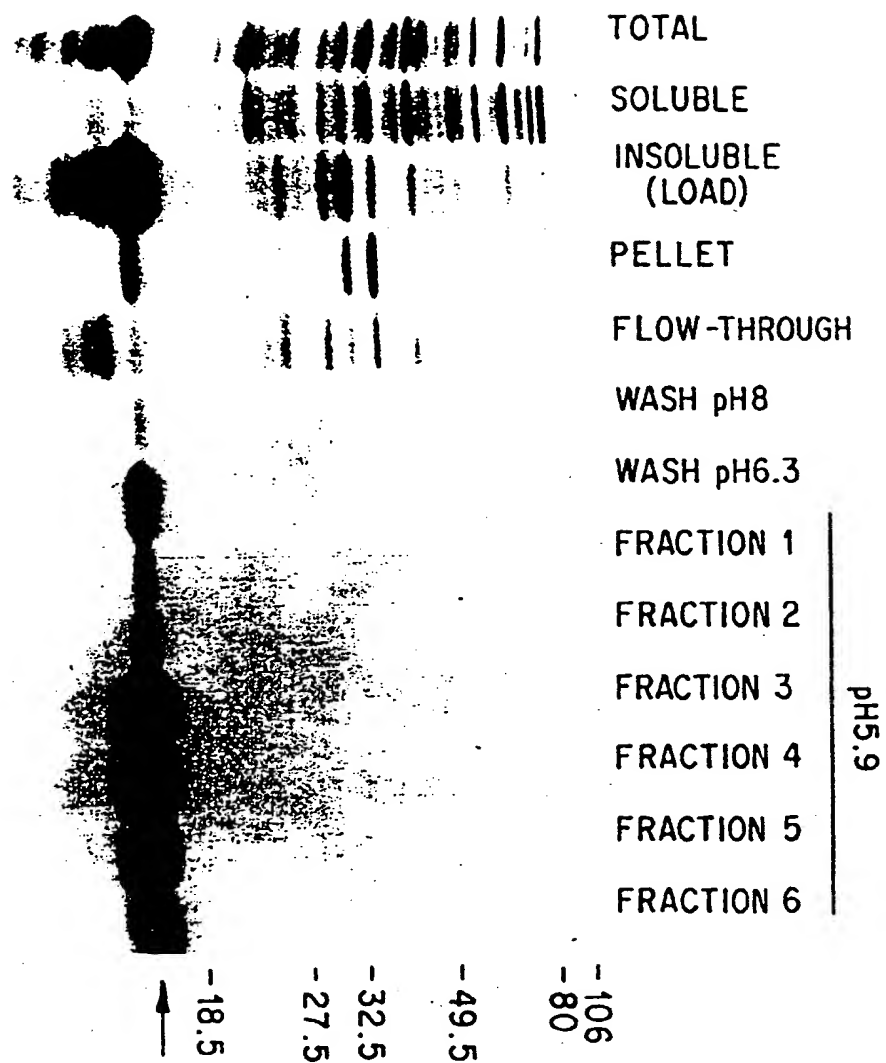 TOTAL
SOLUBLE
INSOLUBLE
(LOAD)
PELLET
FLOW-THROUGH
WASH pH8
WASH pH6.3
FRACTION 1
FRACTION 2
FRACTION 3
FRACTION 4
FRACTION 5
FRACTION 6
pH5.9
-18.5
-27.5
-32.5
-49.5
-80
-106